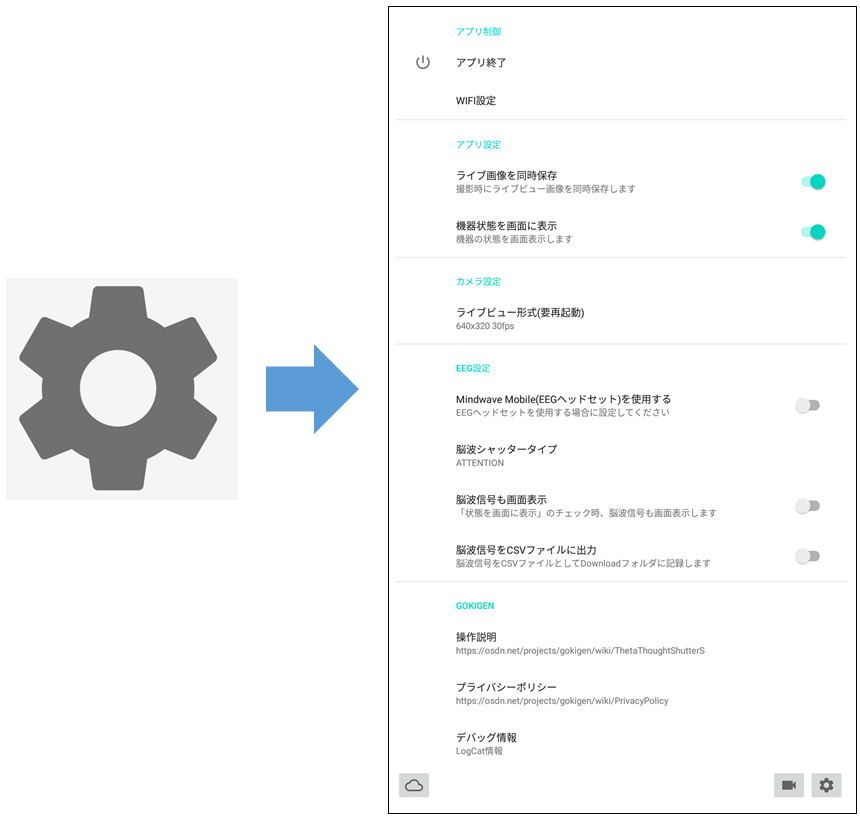 アプリ制御
アプリ終了
WIFI設定
アプリ設定
ライブ画像を同時保存
撮影時にライブビュー画像を同時保存します
機器状態を画面に表示
機器の状態を画面表示します
カメラ設定
ライブビュー形式(要再起動)
640x320 30fps
EEG設定
Mindwave Mobile(EEGヘッドセット)を使用する
EEGヘッドセットを使用する場合に設定してください
脳波シャッタータイプ
ATTENTION
脳波信号も画面表示
「状態を画面に表示」のチェック時、脳波信号も画面表示します
脳波信号をCSVファイルに出力
脳波信号をCSVファイルとしてDownloadフォルダに記録します
GOKIGEN
操作説明
https://osdn.net/projects/gokigen/wiki/ThetaThoughtShutterS
プライバシーポリシー
https://osdn.net/projects/gokigen/wiki/PrivacyPolicy
デバッグ情報
LogCat情報